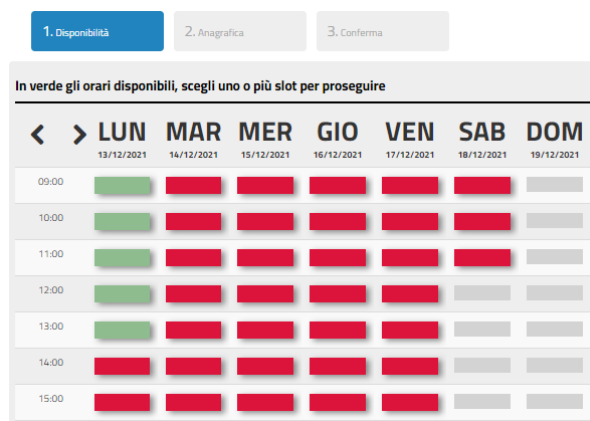 1. Disponibilità 2. Anagrafica 3. Conferma
In verde gli orari disponibili, scegli uno o più slot per proseguire
LUN MAR MER GIO VEN SAB DOM
13/12/2021 14/12/2021 15/12/2021 16/12/2021 17/12/2021 18/12/2021 19/12/2021
09:00
10:00
11:00
12:00
13:00
14:00
15:00